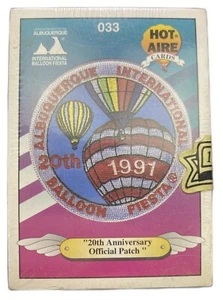 ALBUQUERQUE
INTERNATIONAL
BALLOON FIESTA
033
HOT-
AIRE
CARDS
ALBUQUERQUE INTERNATIONAL
20th
1991
BALLOON FIESTA®
"20th Anniversary
Official Patch"